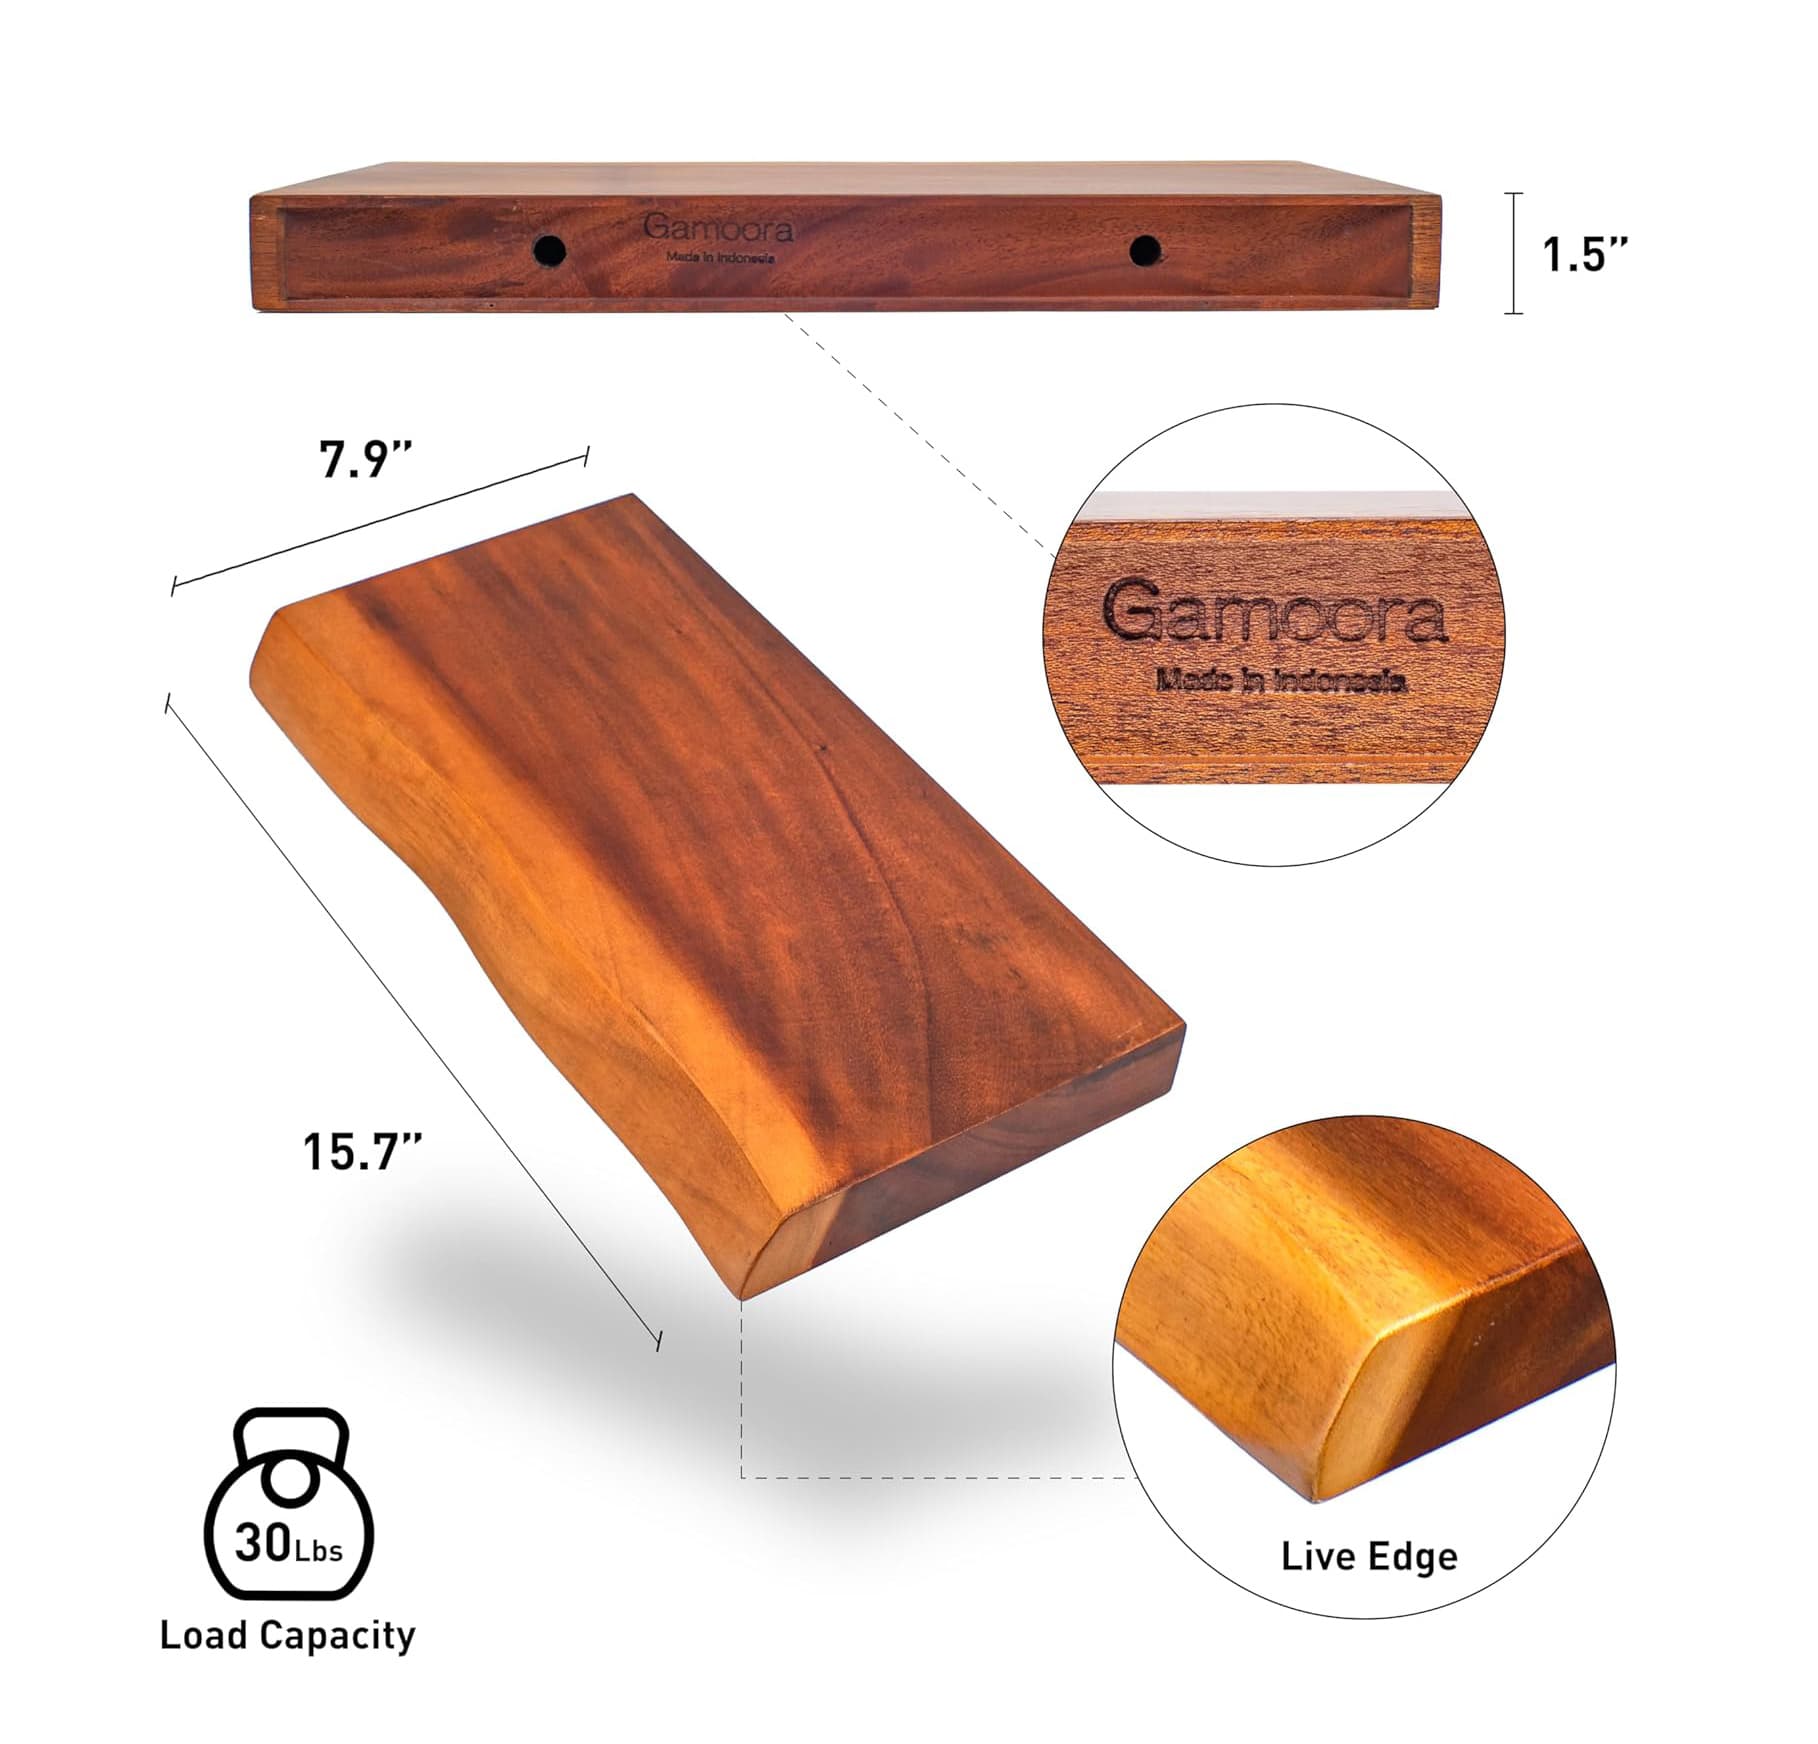 Gamoora
Made in Indonesia
1.5”
7.9”
Gamoora
Made in Indonesia
15.7”
30Lbs
Load Capacity
Live Edge